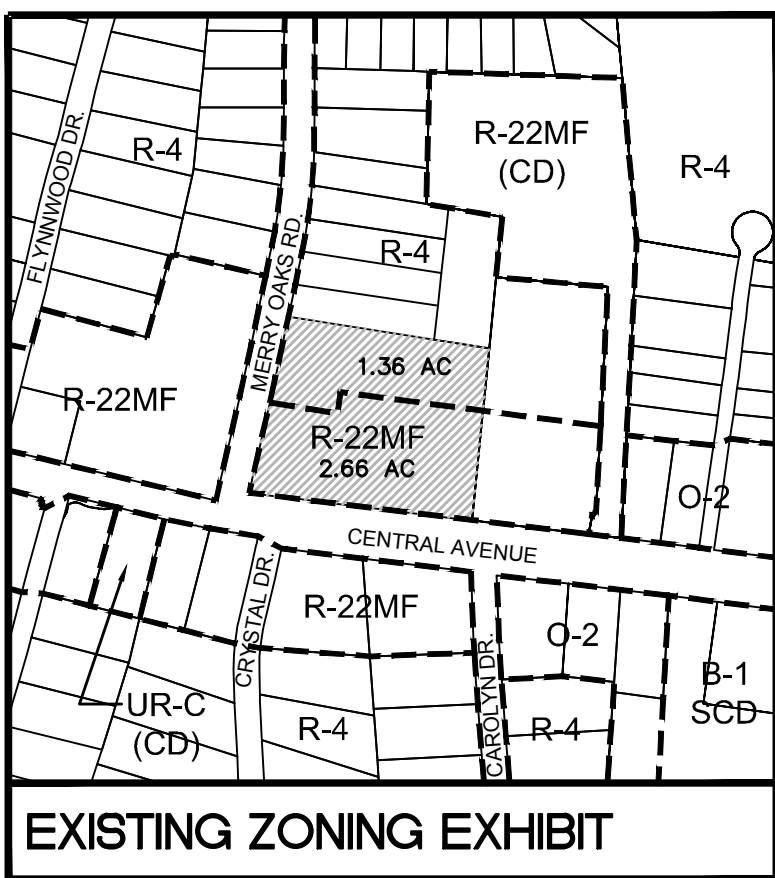 R-22MF
(CD)
R-4
R-4
FLYNNWOOD DR.
MERRY OAKS RD.
R-4
1.36 AC
R-22MF
R-22MF
2.66 AC
O-2
CENTRAL AVENUE
CRYSTAL DR.
R-22MF
CAROLYN DR.
O-2
B-1
SCD
UR-C
(CD)
R-4
R-4
EXISTING ZONING EXHIBIT